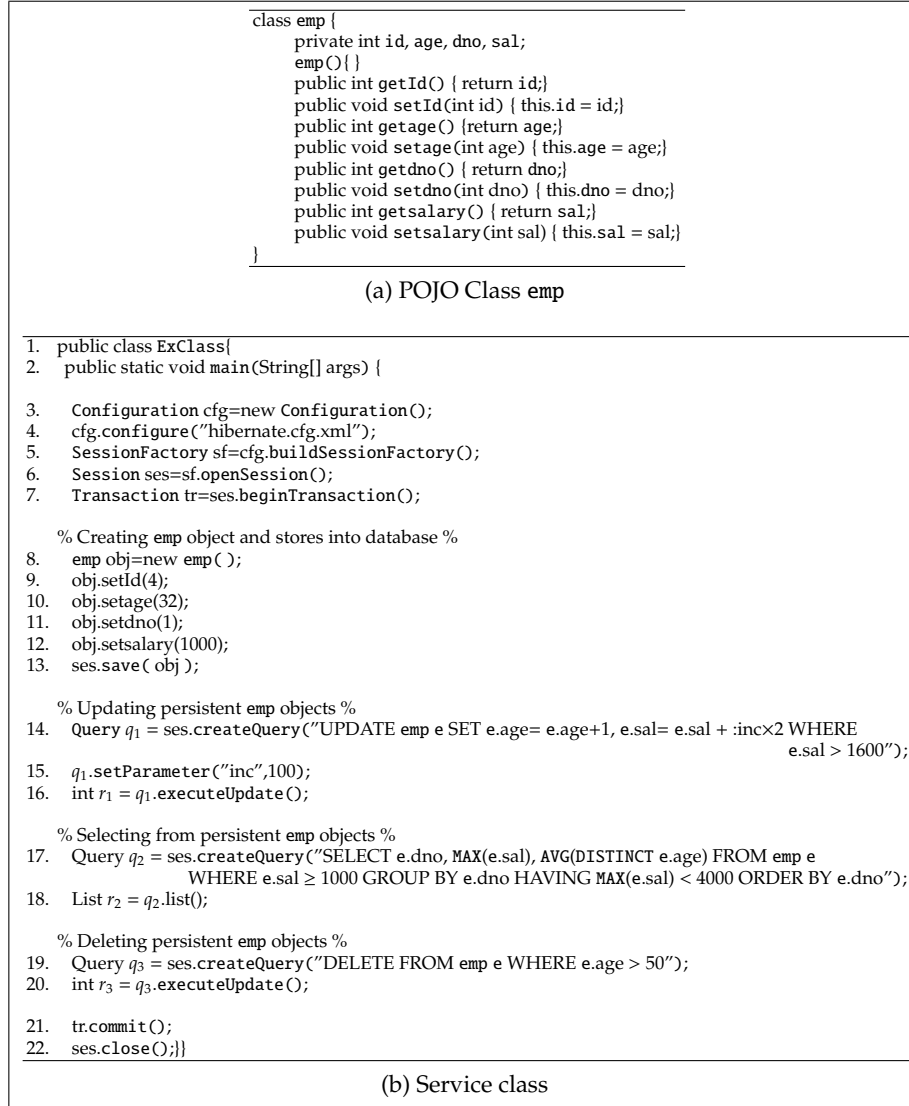 class emp {
private int id, age, dno, sal;
emp(){ }
public int getId() { return id;}
public void setId(int id) { this.id = id;}
public int getage() {return age;}
public void setage(int age) { this.age = age;}
public int getdno() { return dno;}
public void setdno(int dno) { this.dno = dno;}
public int getsalary() { return sal;}
public void setsalary(int sal) { this.sal = sal;}
}
(a) POJO Class emp
1. public class ExClass{
2. public static void main(String[] args) {
3. Configuration cfg=new Configuration();
4. cfg.configure("hibernate.cfg.xml");
5. SessionFactory sf=cfg.buildSessionFactory();
6. Session ses=sf.openSession();
7. Transaction tr=ses.beginTransaction();
% Creating emp object and stores into database %
8. emp obj=new emp( );
9. obj.setId(4);
10. obj.setage(32);
11. obj.setdno(1);
12. obj.setsalary(1000);
13. ses.save( obj );
% Updating persistent emp objects %
14. Query q₁ = ses.createQuery("UPDATE emp e SET e.age= e.age+1, e.sal= e.sal + :inc×2 WHERE
e.sal > 1600");
15. q₁.setParameter("inc",100);
16. int r₁ = q₁.executeUpdate();
% Selecting from persistent emp objects %
17. Query q₂ = ses.createQuery("SELECT e.dno, MAX(e.sal), AVG(DISTINCT e.age) FROM emp e
WHERE e.sal ≥ 1000 GROUP BY e.dno HAVING MAX(e.sal) < 4000 ORDER BY e.dno");
18. List r₂ = q₂.list();
% Deleting persistent emp objects %
19. Query q₃ = ses.createQuery("DELETE FROM emp e WHERE e.age > 50");
20. int r₃ = q₃.executeUpdate();
21. tr.commit();
22. ses.close();}}
(b) Service class